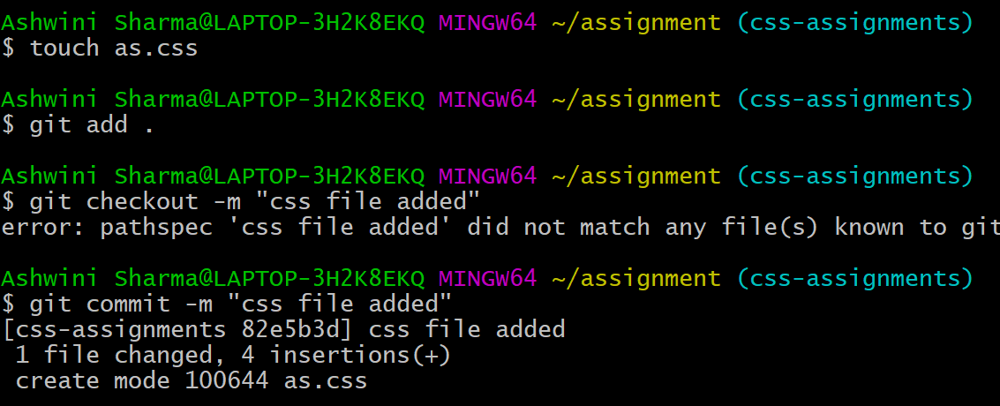 Ashwini Sharma@LAPTOP-3H2K8EKQ MINGW64 ~/assignment (css-assignments)
$ touch as.css
Ashwini Sharma@LAPTOP-3H2K8EKQ MINGW64 ~/assignment (css-assignments)
$ git add .
Ashwini Sharma@LAPTOP-3H2K8EKQ MINGW64 ~/assignment (css-assignments)
$ git checkout -m "css file added"
error: pathspec 'css file added' did not match any file(s) known to git
Ashwini Sharma@LAPTOP-3H2K8EKQ MINGW64 ~/assignment (css-assignments)
$ git commit -m "css file added"
[css-assignments 82e5b3d] css file added
1 file changed, 4 insertions(+)
create mode 100644 as.css